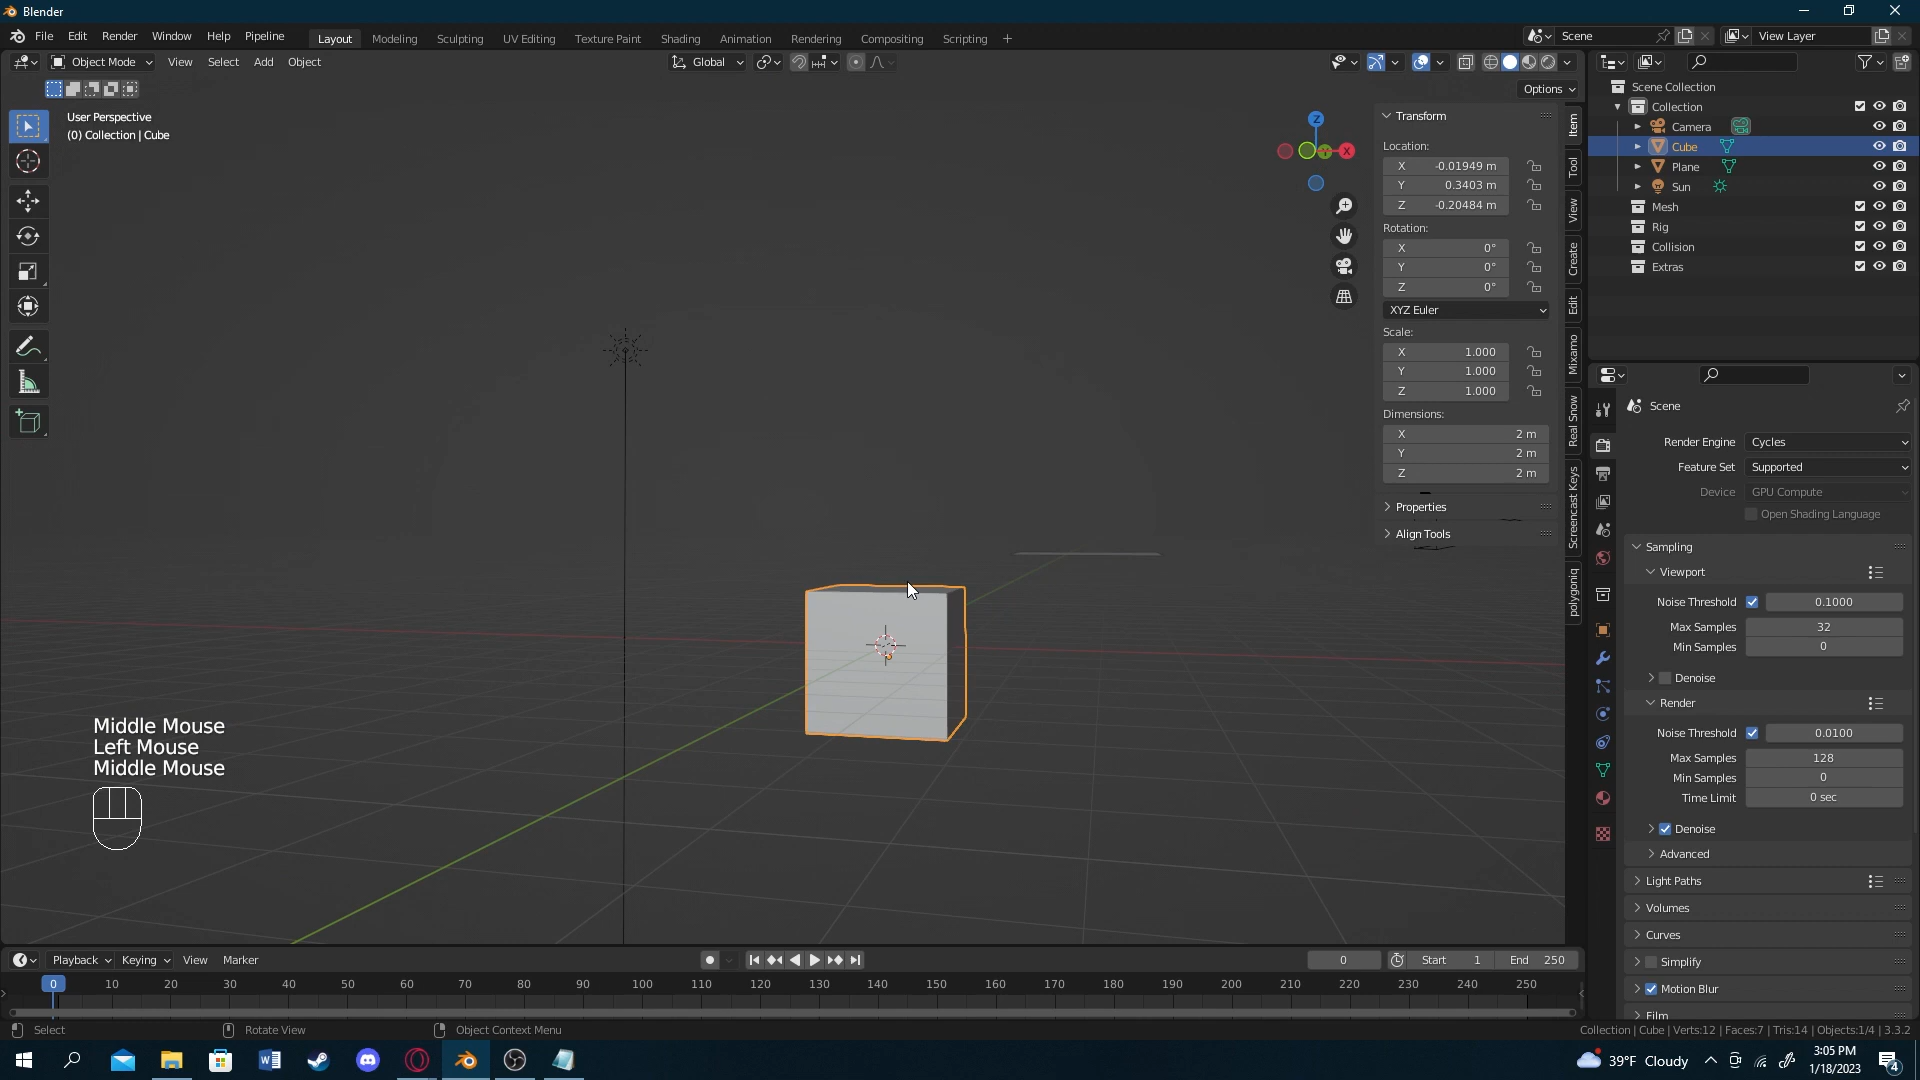 Blender
File Edit Render Window Help Pipeline Layout Modeling Sculpting UV Editing Texture Paint Shading Animation Rendering Compositing Scripting + Scene View Layer
Object Mode View Select Add Object Global
Options
User Perspective
(0) Collection | Cube
Z
X
Transform
Location:
X -0.01949 m
Y 0.3403 m
Z -0.20484 m
Rotation:
X 0°
Y 0°
Z 0°
XYZ Euler
Scale:
X 1.000
Y 1.000
Z 1.000
Dimensions:
X 2 m
Y 2 m
Z 2 m
Properties
Align Tools
Item
Tool
View
Create
Edit
Mixamo
Real Snow
Screencast Keys
polygoniq
Scene Collection
Collection
Camera
Cube
Plane
Sun
Mesh
Rig
Collision
Extras
Scene
Render Engine Cycles
Feature Set Supported
Device GPU Compute
Open Shading Language
Sampling
Viewport
Noise Threshold 0.1000
Max Samples 32
Min Samples 0
Denoise
Render
Noise Threshold 0.0100
Max Samples 128
Min Samples 0
Time Limit 0 sec
Denoise
Advanced
Light Paths
Volumes
Curves
Simplify
Motion Blur
Film
Middle Mouse
Left Mouse
Middle Mouse
Playback Keying View Marker 0 Start 1 End 250
0 10 20 30 40 50 60 70 80 90 100 110 120 130 140 150 160 170 180 190 200 210 220 230 240 250
Select Rotate View Object Context Menu Collection | Cube | Verts:12 | Faces:7 | Tris:14 | Objects:1/4 | 3.3.2
39°F Cloudy
3:05 PM
1/18/2023
4